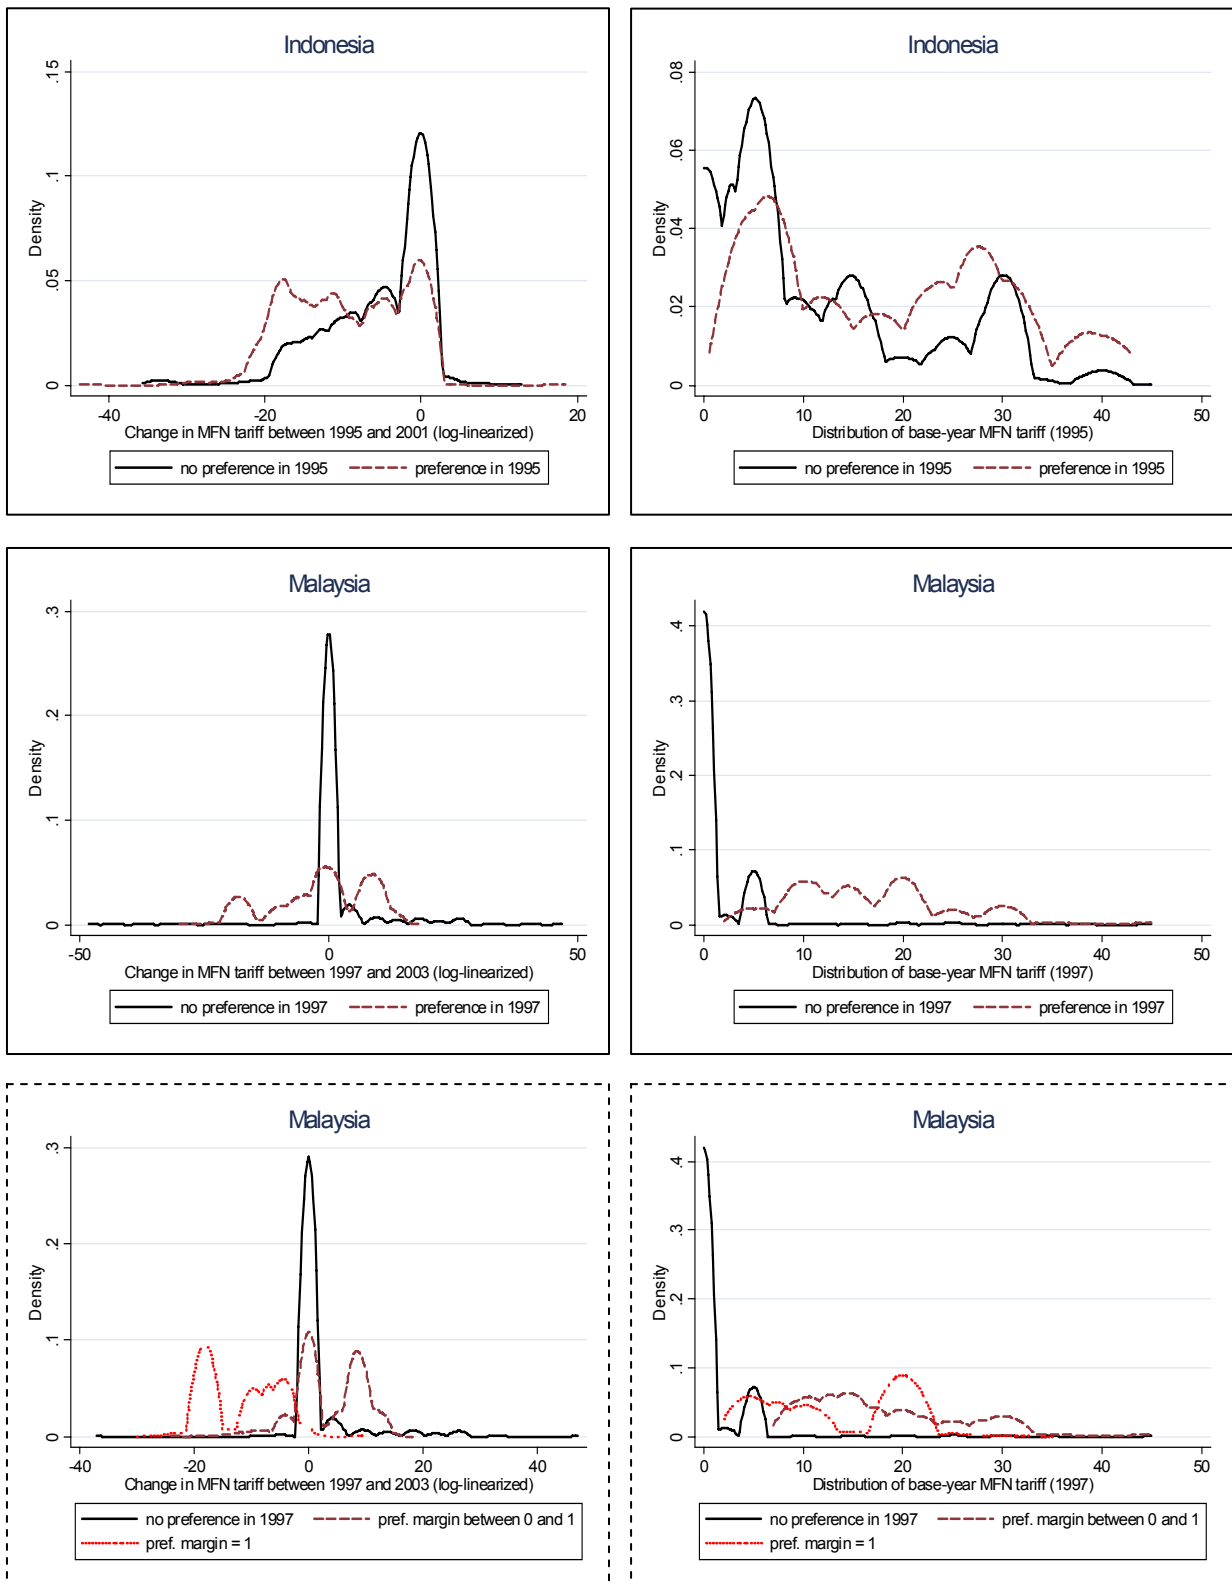 Indonesia
Density
.15
.1
.05
0
-40
-20
0
20
Change in MFN tariff between 1995 and 2001 (log-linearized)
no preference in 1995
preference in 1995
Indonesia
Density
.08
.06
.04
.02
0
0
10
20
30
40
50
Distribution of base-year MFN tariff (1995)
no preference in 1995
preference in 1995
Malaysia
Density
.3
.2
.1
0
-50
0
50
Change in MFN tariff between 1997 and 2003 (log-linearized)
no preference in 1997
preference in 1997
Malaysia
Density
.4
.3
.2
.1
0
0
10
20
30
40
50
Distribution of base-year MFN tariff (1997)
no preference in 1997
preference in 1997
Malaysia
Density
.3
.2
.1
0
-40
-20
0
20
40
Change in MFN tariff between 1997 and 2003 (log-linearized)
no preference in 1997
pref. margin between 0 and 1
pref. margin = 1
Malaysia
Density
.4
.3
.2
.1
0
0
10
20
30
40
50
Distribution of base-year MFN tariff (1997)
no preference in 1997
pref. margin between 0 and 1
pref. margin = 1